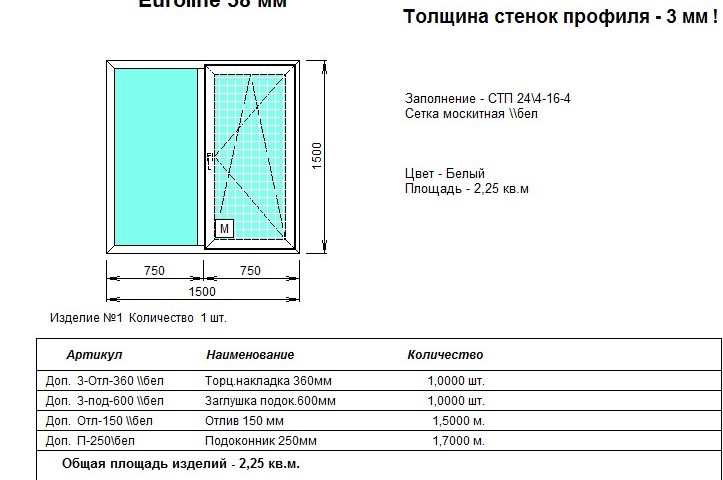 Euroline 58 мм
Толщина стенок профиля - 3 мм !
Заполнение - СТП 24\4-16-4
Сетка москитная \\бел
Цвет - Белый
Площадь - 2,25 кв.м
1500
М
750 750
1500
Изделие №1 Количество 1 шт.
Артикул Наименование Количество
Доп. З-Отл-360 \\бел Торц.накладка 360мм 1,0000 шт.
Доп. З-под-600 \\бел Заглушка подок.600мм 1,0000 шт.
Доп. Отл-150 \\бел Отлив 150 мм 1,5000 м.
Доп. П-250\бел Подоконник 250мм 1,7000 м.
Общая площадь изделий - 2,25 кв.м.